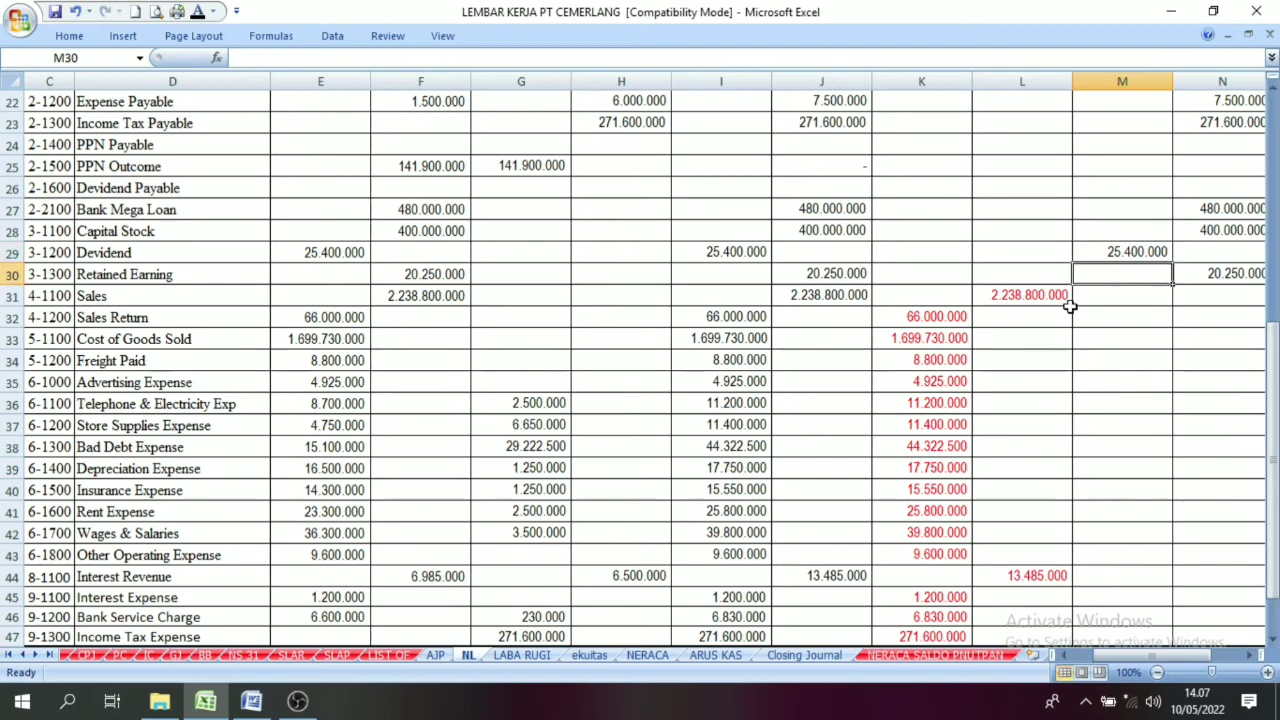 LEMBAR KERJA PT CEMERLANG [Compatibility Mode] - Microsoft Excel
Home Insert Page Layout Formulas Data Review View
M30 fx
C D E F G H I J K L M N
22 2-1200 Expense Payable 1.500.000 6.000.000 7.500.000 7.500.000
23 2-1300 Income Tax Payable 271.600.000 271.600.000 271.600.000
24 2-1400 PPN Payable
25 2-1500 PPN Outcome 141.900.000 141.900.000 -
26 2-1600 Devidend Payable
27 2-2100 Bank Mega Loan 480.000.000 480.000.000 480.000.000
28 3-1100 Capital Stock 400.000.000 400.000.000 400.000.000
29 3-1200 Devidend 25.400.000 25.400.000 25.400.000
30 3-1300 Retained Earning 20.250.000 20.250.000 20.250.000
31 4-1100 Sales 2.238.800.000 2.238.800.000 2.238.800.000
32 4-1200 Sales Return 66.000.000 66.000.000 66.000.000
33 5-1100 Cost of Goods Sold 1.699.730.000 1.699.730.000 1.699.730.000
34 5-1200 Freight Paid 8.800.000 8.800.000 8.800.000
35 6-1000 Advertising Expense 4.925.000 4.925.000 4.925.000
36 6-1100 Telephone & Electricity Exp 8.700.000 2.500.000 11.200.000 11.200.000
37 6-1200 Store Supplies Expense 4.750.000 6.650.000 11.400.000 11.400.000
38 6-1300 Bad Debt Expense 15.100.000 29.222.500 44.322.500 44.322.500
39 6-1400 Depreciation Expense 16.500.000 1.250.000 17.750.000 17.750.000
40 6-1500 Insurance Expense 14.300.000 1.250.000 15.550.000 15.550.000
41 6-1600 Rent Expense 23.300.000 2.500.000 25.800.000 25.800.000
42 6-1700 Wages & Salaries 36.300.000 3.500.000 39.800.000 39.800.000
43 6-1800 Other Operating Expense 9.600.000 9.600.000 9.600.000
44 8-1100 Interest Revenue 6.985.000 6.500.000 13.485.000 13.485.000
45 9-1100 Interest Expense 1.200.000 1.200.000 1.200.000
46 9-1200 Bank Service Charge 6.600.000 230.000 6.830.000 6.830.000
47 9-1300 Income Tax Expense 271.600.000 271.600.000 271.600.000
Activate Windows
Go to Settings to activate Windows.
CPJ PC IC GJ BB NS 31 SLAR SLAP LIST OF AJP NL LABA RUGI ekuitas NERACA ARUS KAS Closing Journal NERACA SALDO PNUTPAN
Ready 100%
14.07
10/05/2022